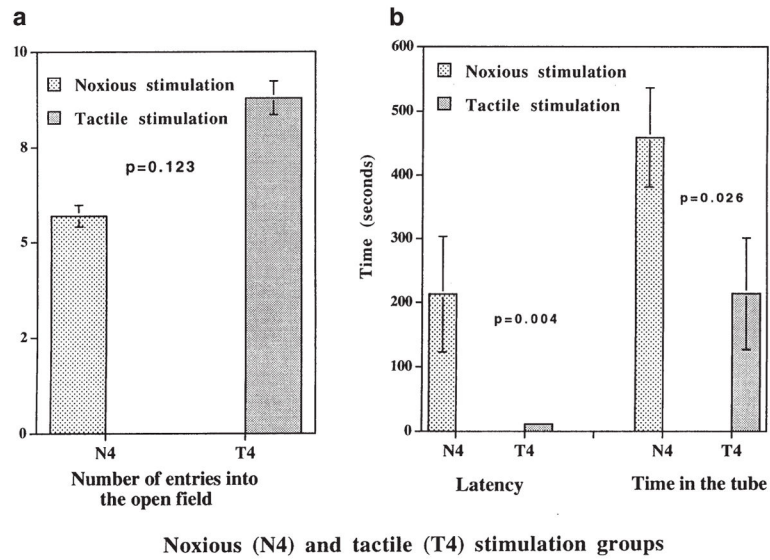 a
10
8
5
2
0
Noxious stimulation
Tactile stimulation
p=0.123
N4 T4
Number of entries into
the open field
b
600
500
400
300
200
100
0
Time (seconds)
Noxious stimulation
Tactile stimulation
p=0.026
p=0.004
N4 T4 N4 T4
Latency Time in the tube
Noxious (N4) and tactile (T4) stimulation groups